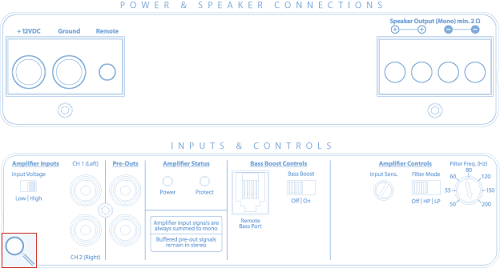 POWER & SPEAKER CONNECTIONS
Speaker Output (Mono) min. 2 Ω
+12VDC Ground Remote
INPUTS & CONTROLS
Amplifier Inputs CH 1 (Left) Pre-Outs Amplifier Status Bass Boost Controls Amplifier Controls Filter Freq. (Hz)
Input Voltage Bass Boost Input Sens. Filter Mode 80
60 120
Power Protect
55 150
Low | High Off | On Off | HP | LP 50 200
Remote
Bass Port
Amplifier input signals are
always summed to mono
Buffered pre-out signals
remain in stereo
CH 2 (Right)